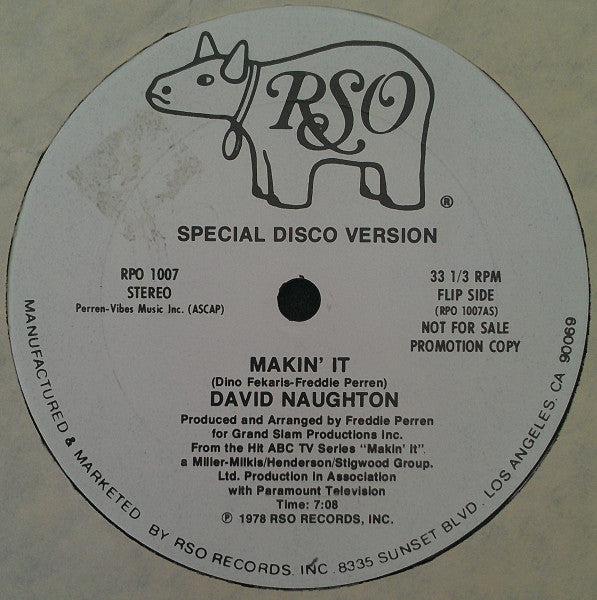 RSO
®
SPECIAL DISCO VERSION
RPO 1007
STEREO
Perren-Vibes Music Inc. (ASCAP)
33 1/3 RPM
FLIP SIDE
(RPO 1007AS)
NOT FOR SALE
PROMOTION COPY
MAKIN' IT
(Dino Fekaris-Freddie Perren)
DAVID NAUGHTON
Produced and Arranged by Freddie Perren
for Grand Slam Productions Inc.
From the Hit ABC TV Series "Makin' It".
a Miller-Milkis/Henderson/Stigwood Group.
Ltd. Production in Association
with Paramount Television
Time: 7:08
℗ 1978 RSO RECORDS, INC.
MANUFACTURED & MARKETED BY RSO RECORDS, INC. 8335 SUNSET BLVD. LOS ANGELES, CA 90069